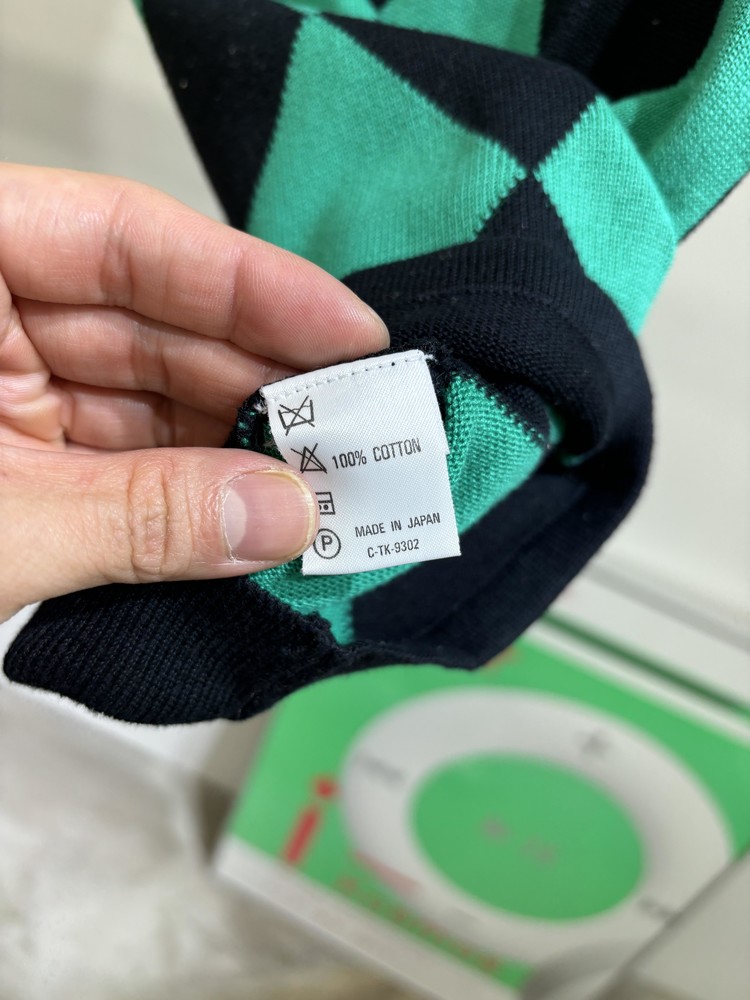 100% COTTON
MADE IN JAPAN
P
C-TK-9302